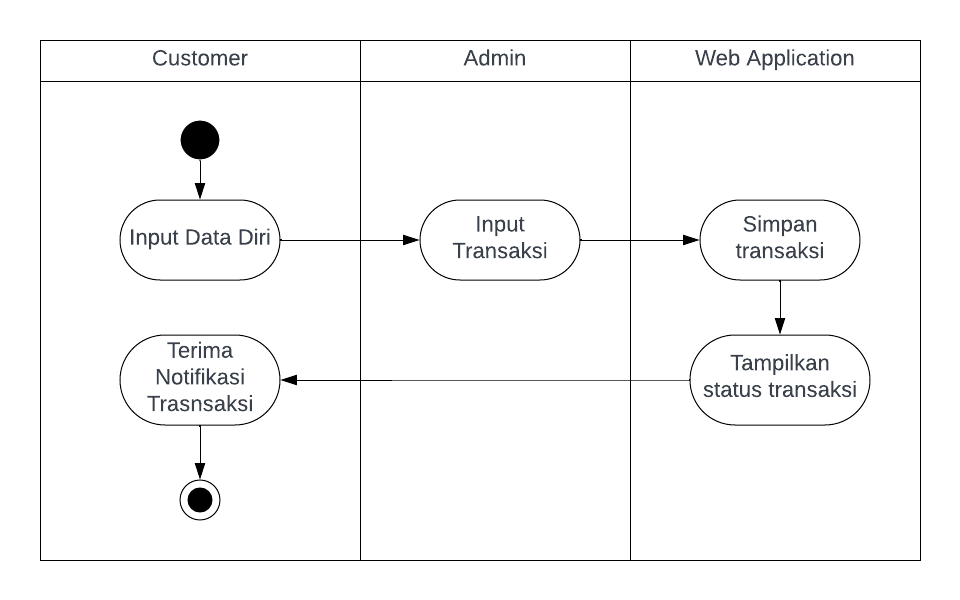 Customer
Admin
Web Application
Input Data Diri
Input
Transaksi
Simpan
transaksi
Terima
Notifikasi
Trasnsaksi
Tampilkan
status transaksi